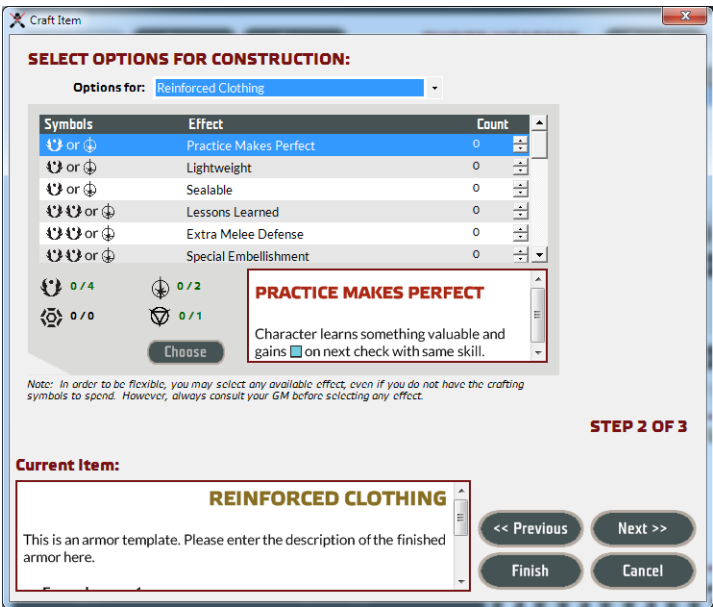 Craft Item
SELECT OPTIONS FOR CONSTRUCTION:
Options for: Reinforced Clothing
Symbols Effect Count
or Practice Makes Perfect 0
or Lightweight 0
or Sealable 0
or Lessons Learned 0
or Extra Melee Defense 0
or Special Embellishment 0
0 / 4 0 / 2
0 / 0 0 / 1
Choose
PRACTICE MAKES PERFECT
Character learns something valuable and
gains on next check with same skill.
Note: In order to be flexible, you may select any available effect, even if you do not have the crafting
symbols to spend. However, always consult your GM before selecting any effect.
STEP 2 OF 3
Current Item:
REINFORCED CLOTHING
This is an armor template. Please enter the description of the finished
armor here.
<< Previous Next >>
Finish Cancel